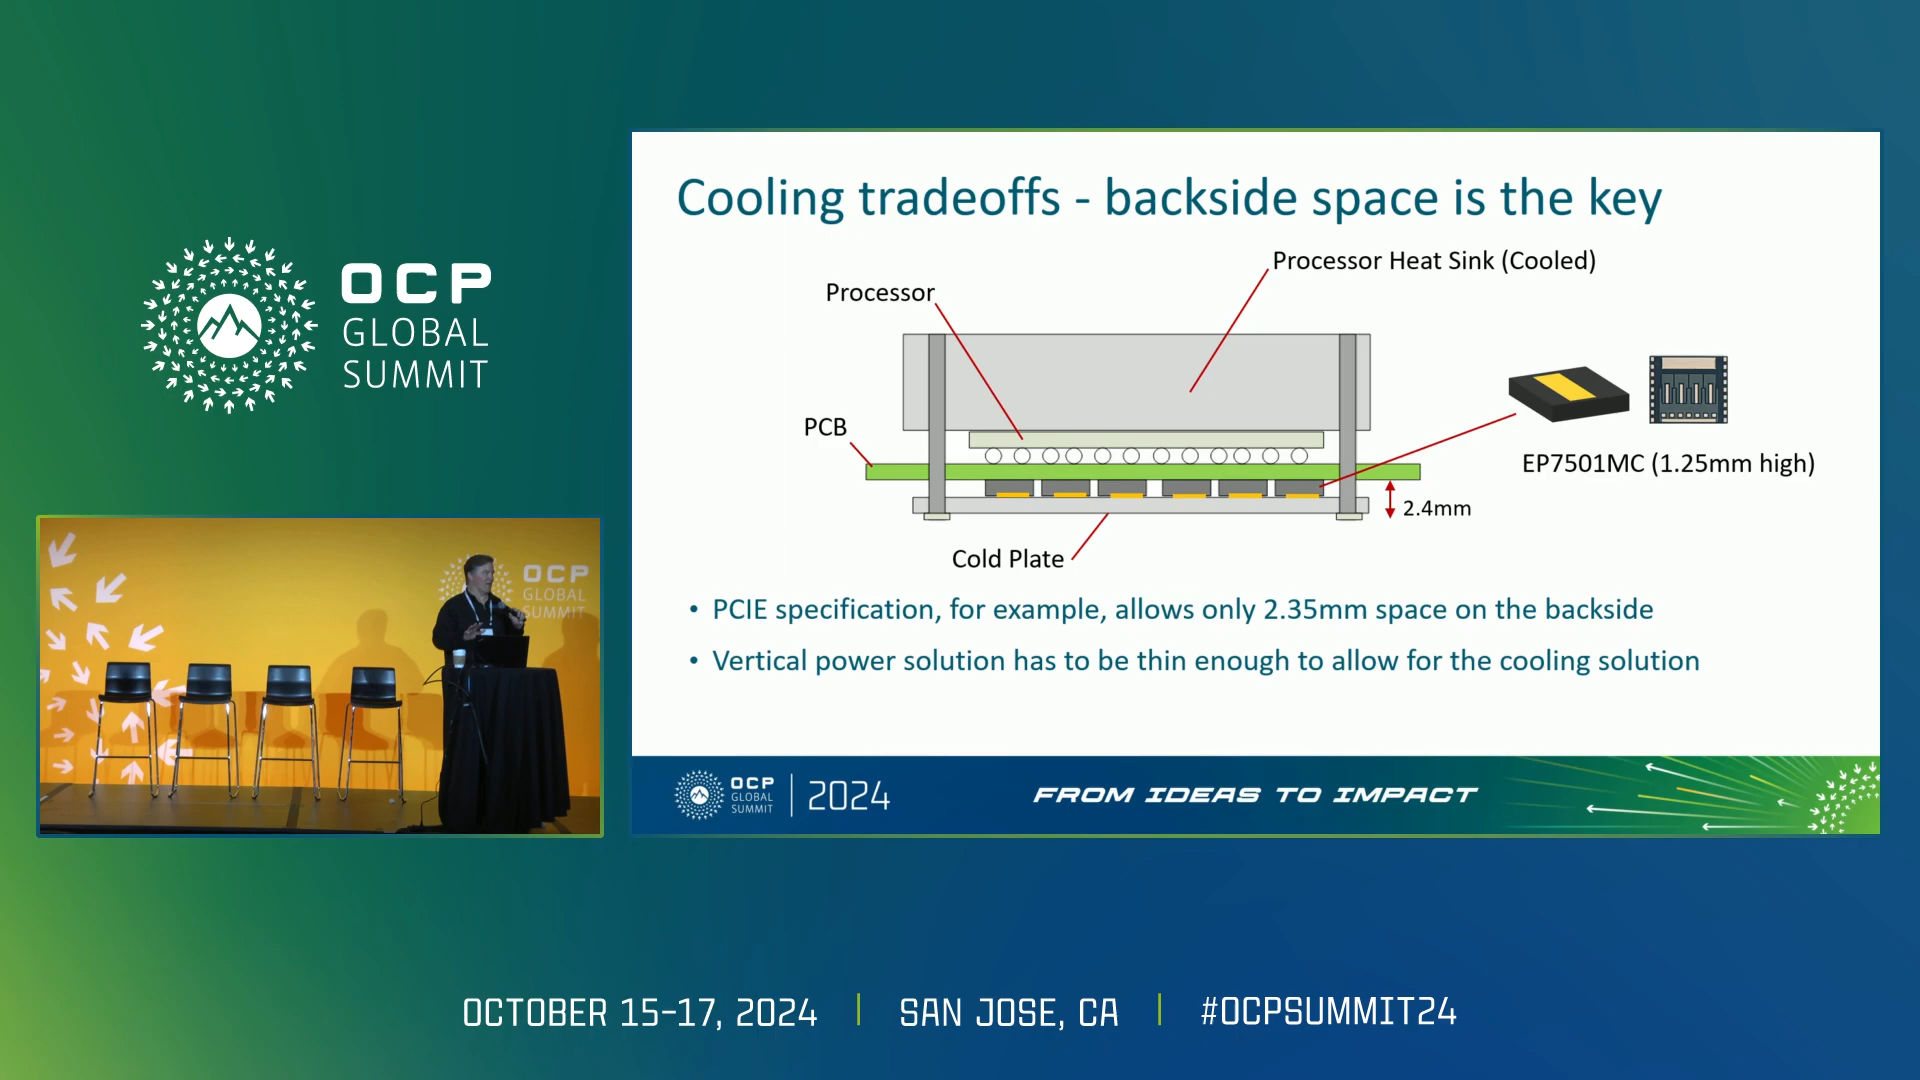 OCP
GLOBAL
SUMMIT
Cooling tradeoffs - backside space is the key
Processor Heat Sink (Cooled)
Processor
PCB
EP7501MC (1.25mm high)
2.4mm
Cold Plate
• PCIE specification, for example, allows only 2.35mm space on the backside
• Vertical power solution has to be thin enough to allow for the cooling solution
OCP
GLOBAL
SUMMIT
OCP
GLOBAL
SUMMIT
2024
FROM IDEAS TO IMPACT
OCTOBER 15-17, 2024 | SAN JOSE, CA | #OCPSUMMIT24